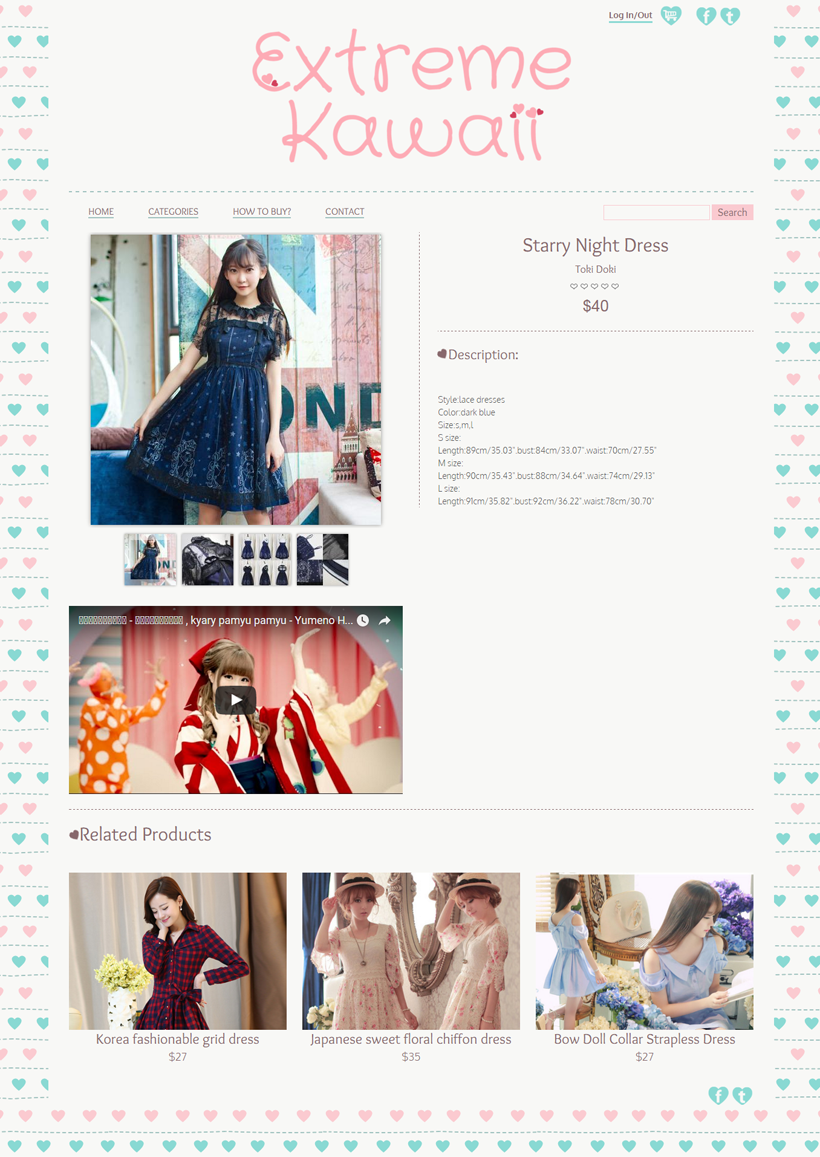 Log In/Out
Extreme
Kawaii
HOME
CATEGORIES
HOW TO BUY?
CONTACT
Search
OND
Starry Night Dress
Toki Doki
$40
Description:
Style:lace dresses
Color:dark blue
Size:s,m,l
S size:
Length:89cm/35.03".bust:84cm/33.07".waist:70cm/27.55"
M size:
Length:90cm/35.43".bust:88cm/34.64".waist:74cm/29.13"
L size:
Length:91cm/35.82".bust:92cm/36.22".waist:78cm/30.70"
- , kyary pamyu pamyu - Yumeno H...
Related Products
Korea fashionable grid dress
$27
Japanese sweet floral chiffon dress
$35
Bow Doll Collar Strapless Dress
$27